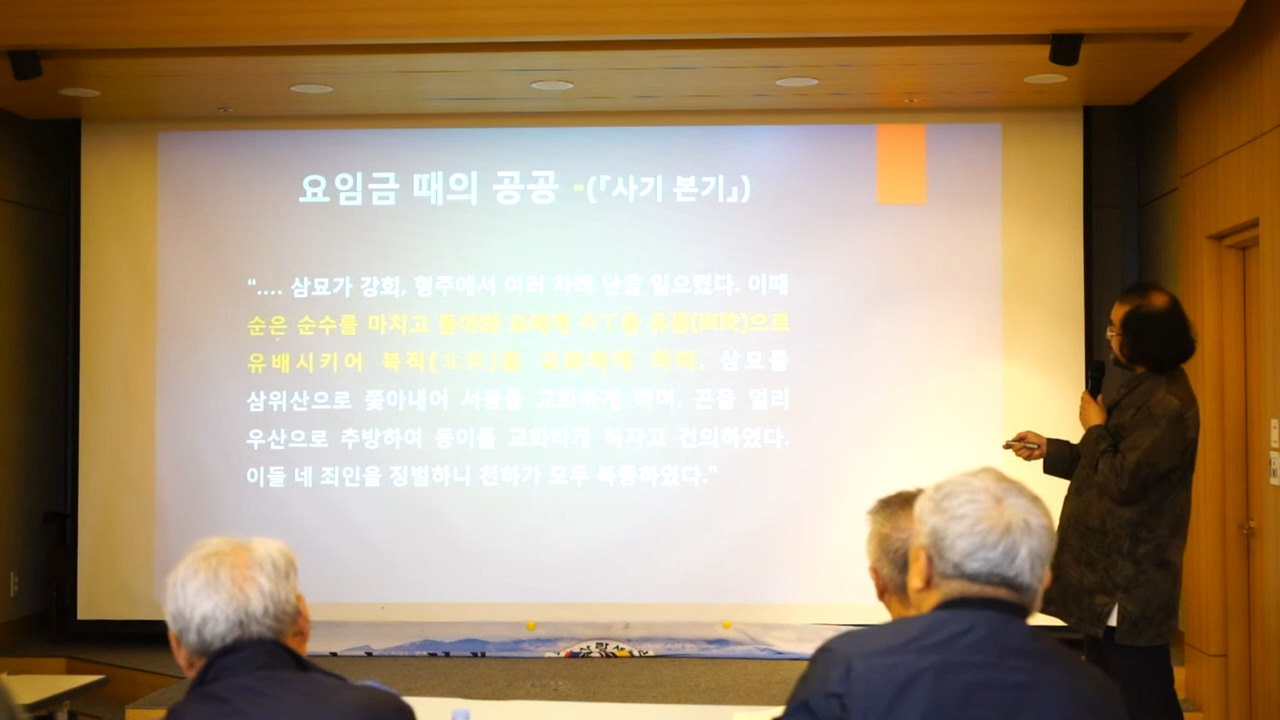 요임금 때의 공공 -(『사기 본기』)
“.... 삼묘가 강회, 형주에서 여러 차례 난을 일으켰다. 이때
순은 순수를 마치고 돌아와 요에게 을 유릉(幽陵)으로
유배시키어 북적(北狄)을 교화하게 하며, 삼묘를
삼위산으로 쫓아내어 서융을 교화하게 하며, 곤을 멀리
우산으로 추방하여 동이를 교화하게 하자고 건의하였다.
이들 네 죄인을 징벌하니 천하가 모두 복종하였다.”